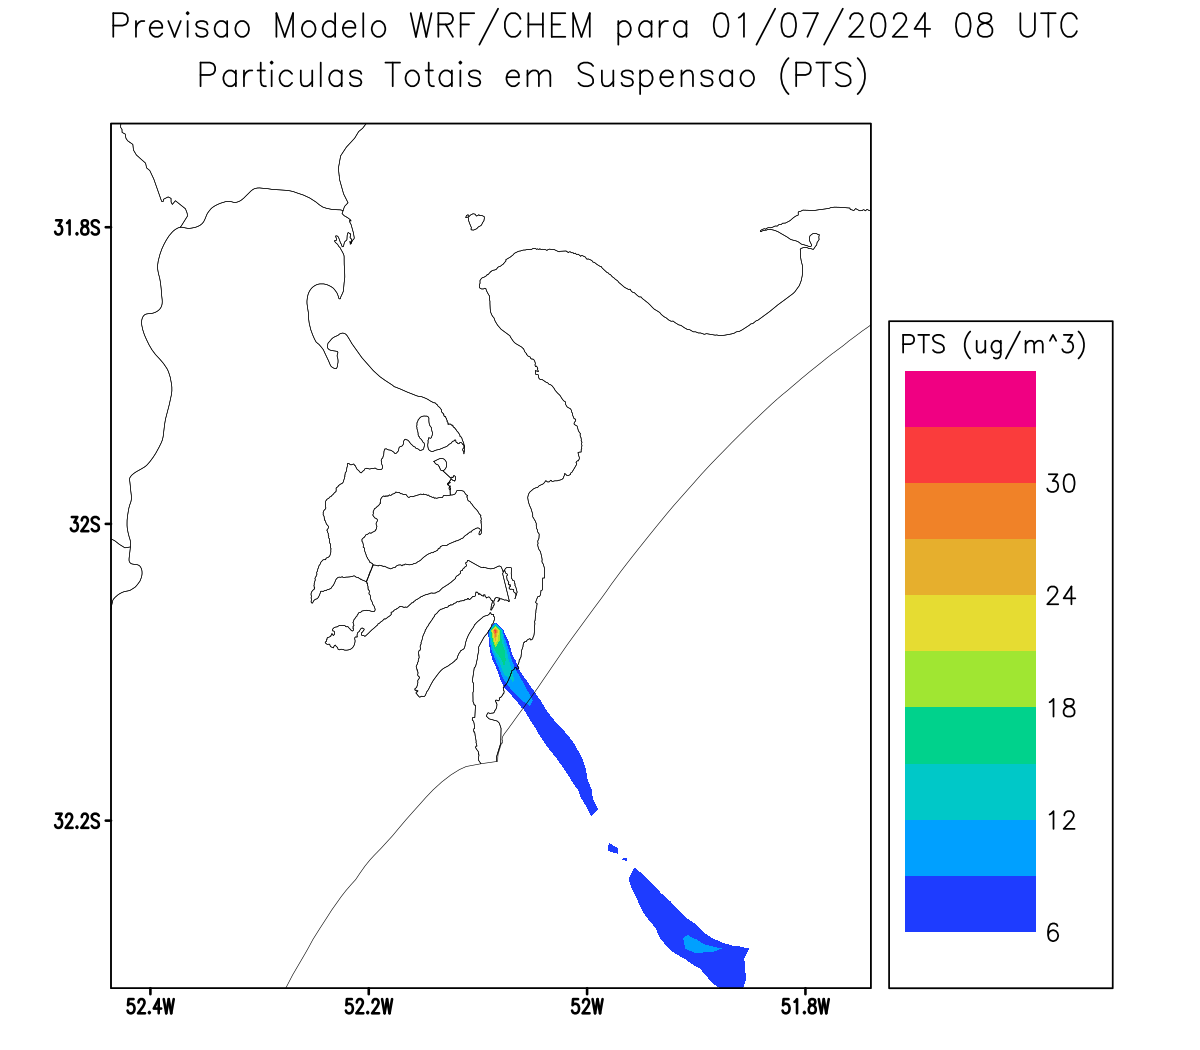 Previsao Modelo WRF/CHEM para 01/07/2024 08 UTC
Particulas Totais em Suspensao (PTS)
31.8S
32S
32.2S
52.4W
52.2W
52W
51.8W
PTS (ug/m^3)
30
24
18
12
6